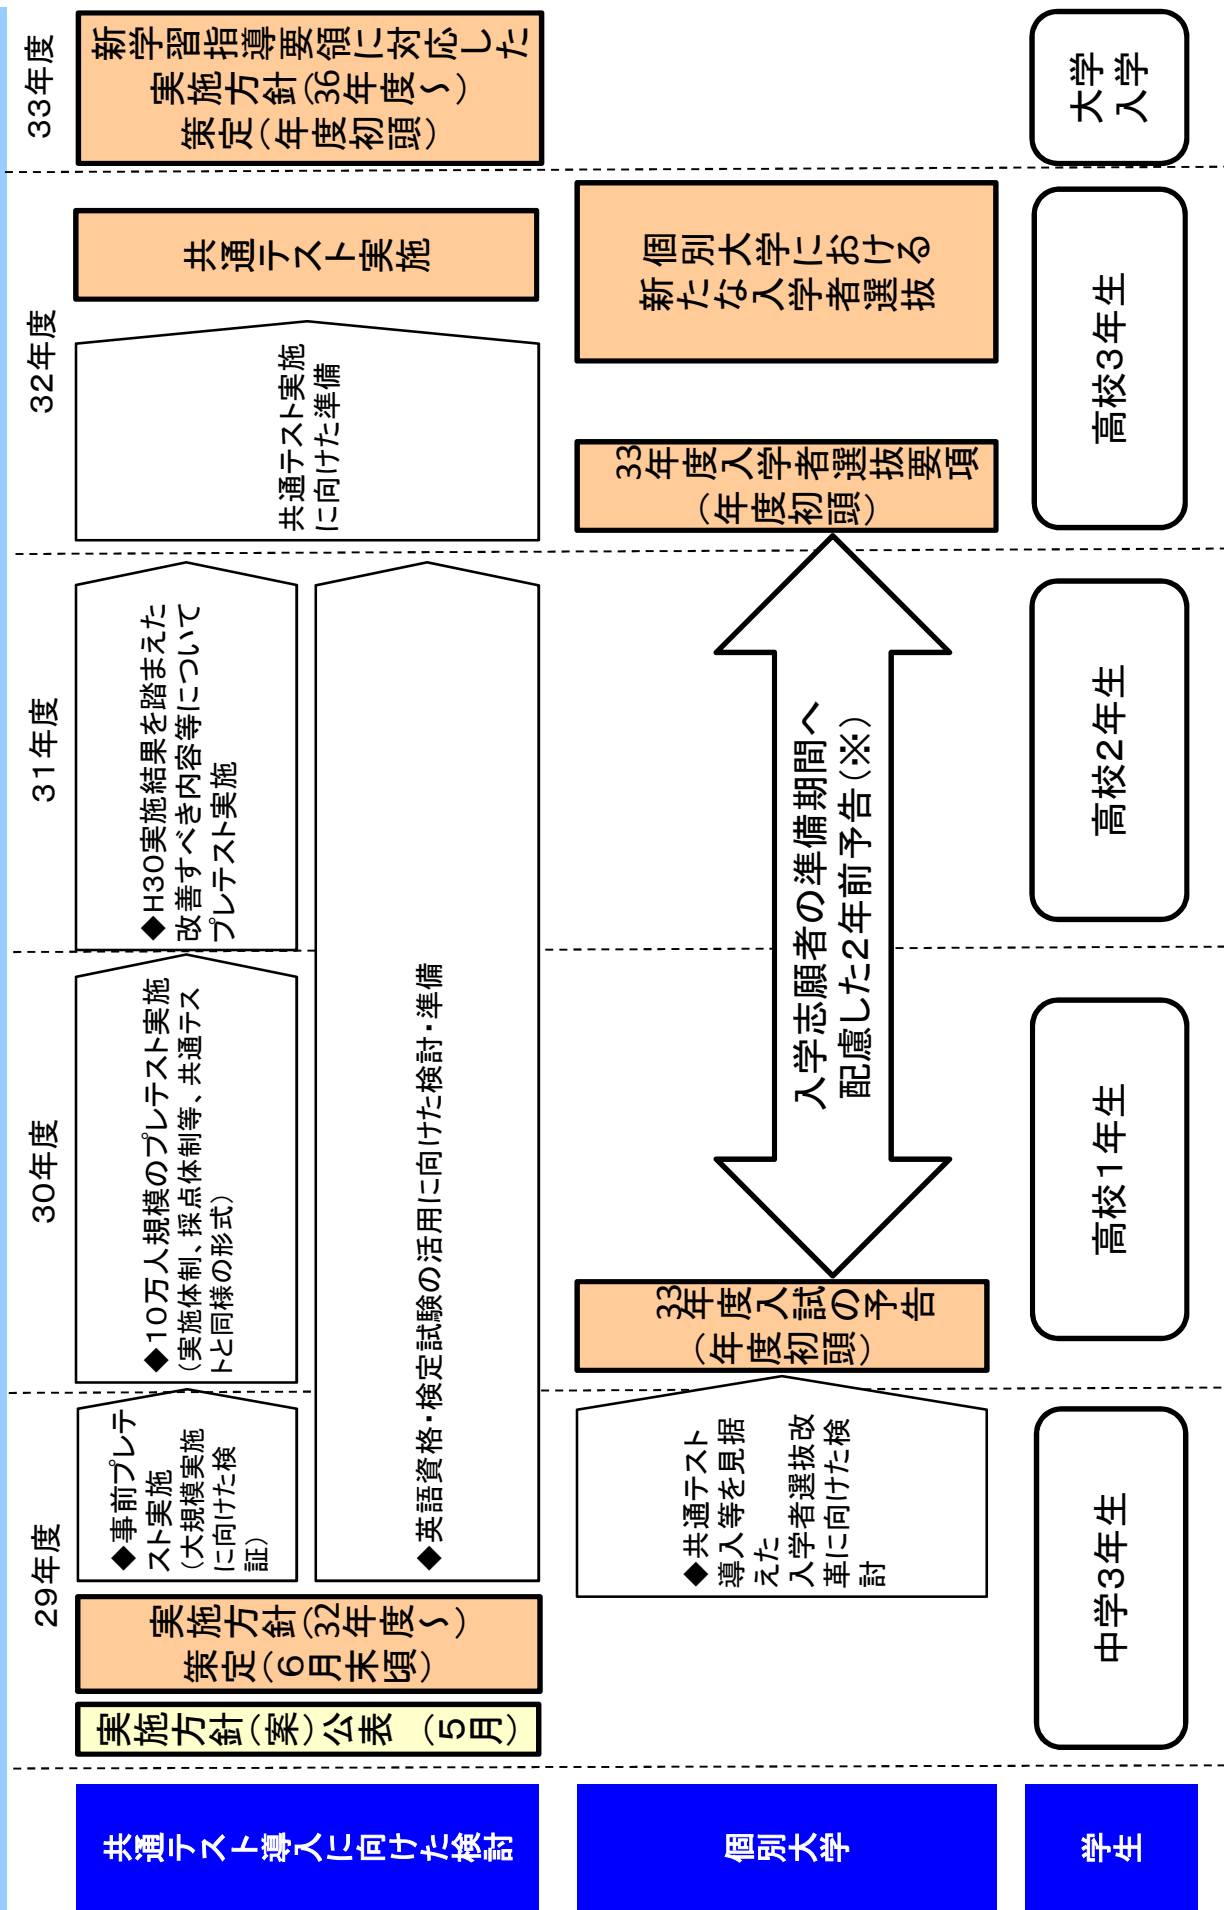 29年度
30年度
31年度
32年度
33年度
共通テスト導入に向けた検討
実施方針(案)公表　(5月)
実施方針(32年度～)
策定(6月末頃)
◆事前プレテ
スト実施
(大規模実施
に向けた検
証)
◆10万人規模のプレテスト実施
(実施体制、採点体制等、共通テス
トと同様の形式)
◆H30実施結果を踏まえた
改善すべき内容等について
プレテスト実施
◆英語資格・検定試験の活用に向けた検討・準備
共通テスト実施
に向けた準備
共通テスト実施
新学習指導要領に対応した
実施方針(36年度～)
策定(年度初頭)
個別大学
◆共通テスト
導入等を見据
えた
入学者選抜改
革に向けた検
討
33年度入試の予告
(年度初頭)
入学志願者の準備期間へ
配慮した2年前予告(※)
33年度入学者選抜要項
(年度初頭)
個別大学における
新たな入学者選抜
学生
中学3年生
高校1年生
高校2年生
高校3年生
大学
入学